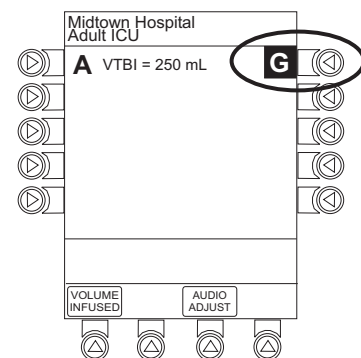 Midtown Hospital
Adult ICU
A VTBI = 250 mL G
VOLUME
INFUSED
AUDIO
ADJUST